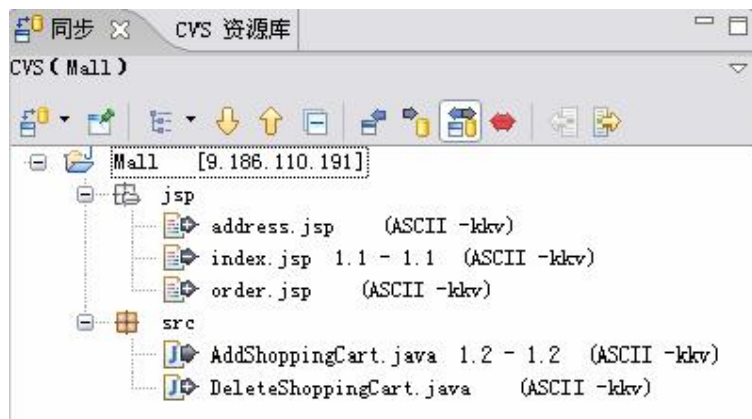 同步 CVS 资源库
CVS(Mall)
Mall [9.186.110.191]
jsp
address.jsp (ASCII -kkv)
index.jsp 1.1 - 1.1 (ASCII -kkv)
order.jsp (ASCII -kkv)
src
AddShoppingCart.java 1.2 - 1.2 (ASCII -kkv)
DeleteShoppingCart.java (ASCII -kkv)